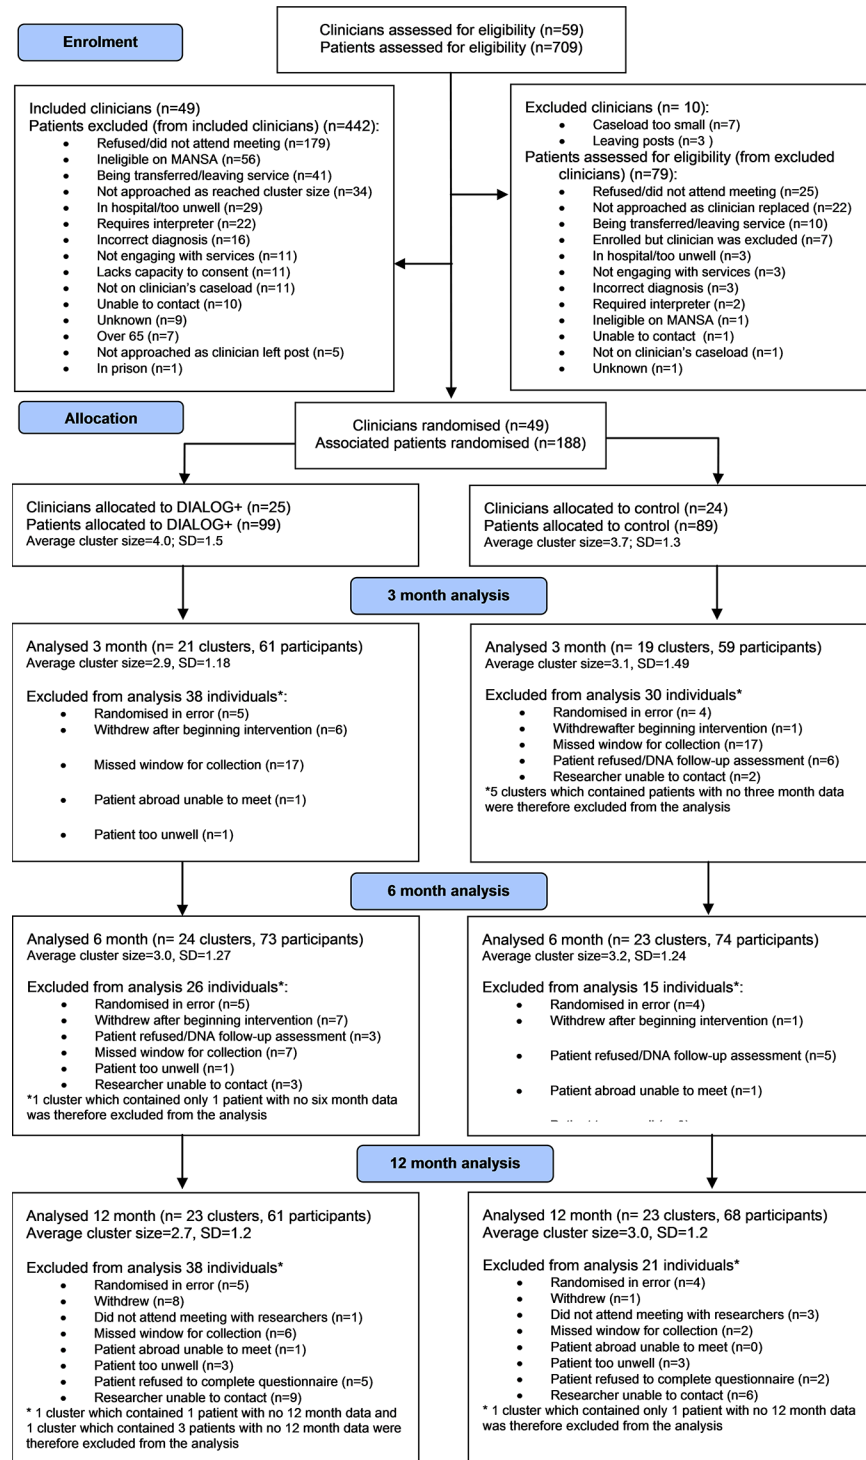 Enrolment
Clinicians assessed for eligibility (n=59)
Patients assessed for eligibility (n=709)
Included clinicians (n=49)
Patients excluded (from included clinicians) (n=442):
• Refused/did not attend meeting (n=179)
• Ineligible on MANSA (n=56)
• Being transferred/leaving service (n=41)
• Not approached as reached cluster size (n=34)
• In hospital/too unwell (n=29)
• Requires interpreter (n=22)
• Incorrect diagnosis (n=16)
• Not engaging with services (n=11)
• Lacks capacity to consent (n=11)
• Not on clinician's caseload (n=11)
• Unable to contact (n=10)
• Unknown (n=9)
• Over 65 (n=7)
• Not approached as clinician left post (n=5)
• In prison (n=1)
Excluded clinicians (n= 10):
• Caseload too small (n=7)
• Leaving posts (n=3 )
Patients assessed for eligibility (from excluded
clinicians) (n=79):
• Refused/did not attend meeting (n=25)
• Not approached as clinician replaced (n=22)
• Being transferred/leaving service (n=10)
• Enrolled but clinician was excluded (n=7)
• In hospital/too unwell (n=3)
• Not engaging with services (n=3)
• Incorrect diagnosis (n=3)
• Required interpreter (n=2)
• Ineligible on MANSA (n=1)
• Unable to contact (n=1)
• Not on clinician's caseload (n=1)
• Unknown (n=1)
Allocation
Clinicians randomised (n=49)
Associated patients randomised (n=188)
Clinicians allocated to DIALOG+ (n=25)
Patients allocated to DIALOG+ (n=99)
Average cluster size=4.0; SD=1.5
Clinicians allocated to control (n=24)
Patients allocated to control (n=89)
Average cluster size=3.7; SD=1.3
3 month analysis
Analysed 3 month (n= 21 clusters, 61 participants)
Average cluster size=2.9, SD=1.18
Excluded from analysis 38 individuals*:
• Randomised in error (n=5)
• Withdrew after beginning intervention (n=6)
• Missed window for collection (n=17)
• Patient abroad unable to meet (n=1)
• Patient too unwell (n=1)
Analysed 3 month (n= 19 clusters, 59 participants)
Average cluster size=3.1, SD=1.49
Excluded from analysis 30 individuals*
• Randomised in error (n= 4)
• Withdrewafter beginning intervention (n=1)
• Missed window for collection (n=17)
• Patient refused/DNA follow-up assessment (n=6)
• Researcher unable to contact (n=2)
*5 clusters which contained patients with no three month data
were therefore excluded from the analysis
6 month analysis
Analysed 6 month (n= 24 clusters, 73 participants)
Average cluster size=3.0, SD=1.27
Excluded from analysis 26 individuals*:
• Randomised in error (n=5)
• Withdrew after beginning intervention (n=7)
• Patient refused/DNA follow-up assessment (n=3)
• Missed window for collection (n=7)
• Patient too unwell (n=1)
• Researcher unable to contact (n=3)
*1 cluster which contained only 1 patient with no six month data
was therefore excluded from the analysis
Analysed 6 month (n= 23 clusters, 74 participants)
Average cluster size=3.2, SD=1.24
Excluded from analysis 15 individuals*:
• Randomised in error (n=4)
• Withdrew after beginning intervention (n=1)
• Patient refused/DNA follow-up assessment (n=5)
• Patient abroad unable to meet (n=1)
12 month analysis
Analysed 12 month (n= 23 clusters, 61 participants)
Average cluster size=2.7, SD=1.2
Excluded from analysis 38 individuals*
• Randomised in error (n=5)
• Withdrew (n=8)
• Did not attend meeting with researchers (n=1)
• Missed window for collection (n=6)
• Patient abroad unable to meet (n=1)
• Patient too unwell (n=3)
• Patient refused to complete questionnaire (n=5)
• Researcher unable to contact (n=9)
* 1 cluster which contained 1 patient with no 12 month data and
1 cluster which contained 3 patients with no 12 month data were
therefore excluded from the analysis
Analysed 12 month (n= 23 clusters, 68 participants)
Average cluster size=3.0, SD=1.2
Excluded from analysis 21 individuals*
• Randomised in error (n=4)
• Withdrew (n=1)
• Did not attend meeting with researchers (n=3)
• Missed window for collection (n=2)
• Patient abroad unable to meet (n=0)
• Patient too unwell (n=3)
• Patient refused to complete questionnaire (n=2)
• Researcher unable to contact (n=6)
* 1 cluster which contained only 1 patient with no 12 month data
was therefore excluded from the analysis